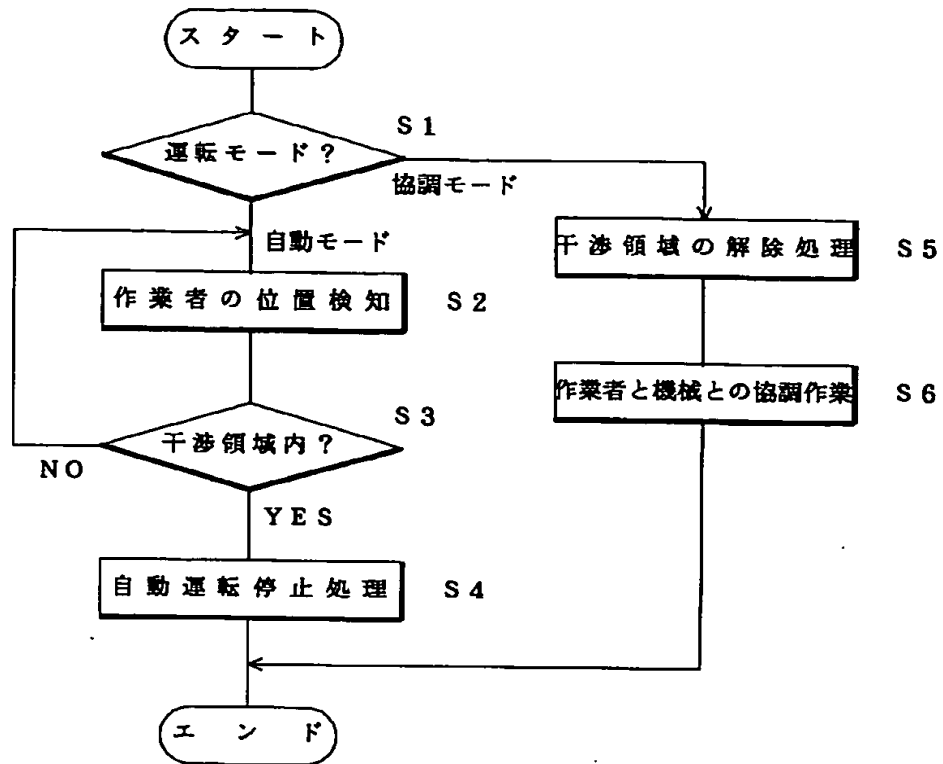 スタート
S1
運転モード?
協調モード
自動モード
干渉領域の解除処理
S5
作業者の位置検知
S2
作業者と機械との協調作業
S6
S3
干渉領域内?
NO
YES
自動運転停止処理
S4
エンド